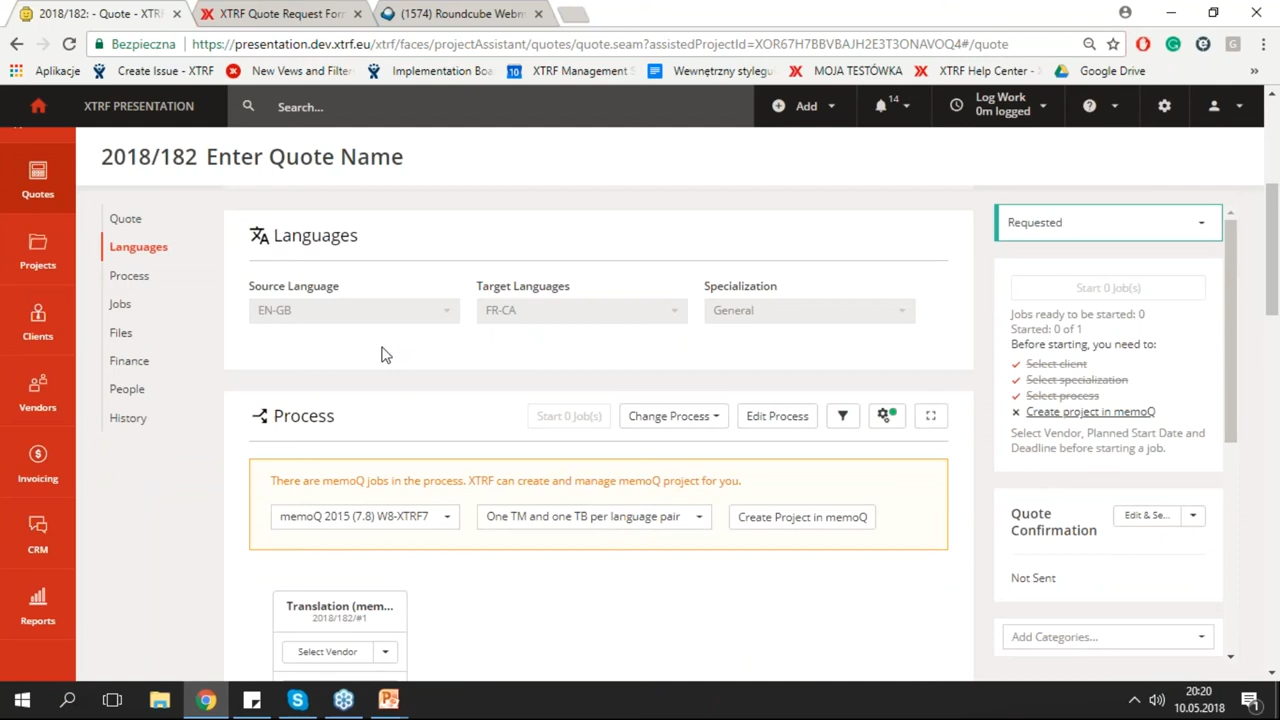 2018/182: - Quote - XTRF
XTRF Quote Request Form
(1574) Roundcube Webm
Bezpieczna
https://presentation.dev.xtrf.eu/xtrf/faces/projectAssistant/quotes/quote.seam?assistedProjectId=XOR67H7BBVBAJH2E3T3ONAVOQ4#/quote
Aplikacje
Create Issue - XTRF
New Vews and Filter
Implementation Boa
10
XTRF Management S
Wewnętrzny stylegu
MOJA TESTÓWKA
XTRF Help Center -
Google Drive
XTRF PRESENTATION
Search...
Add
14
Log Work
0m logged
2018/182 Enter Quote Name
Quotes
Projects
Clients
Vendors
Invoicing
CRM
Reports
Quote
Languages
Process
Jobs
Files
Finance
People
History
Languages
Source Language
Target Languages
Specialization
EN-GB
FR-CA
General
Process
Start 0 Job(s)
Change Process
Edit Process
There are memoQ jobs in the process. XTRF can create and manage memoQ project for you.
memoQ 2015 (7.8) W8-XTRF7
One TM and one TB per language pair
Create Project in memoQ
Translation (mem...
2018/182/#1
Select Vendor
Requested
Start 0 Job(s)
Jobs ready to be started: 0
Started: 0 of 1
Before starting, you need to:
Select client
Select specialization
Select process
Create project in memoQ
Select Vendor, Planned Start Date and
Deadline before starting a job.
Quote
Confirmation
Edit & Se...
Not Sent
Add Categories...
20:20
10.05.2018
1